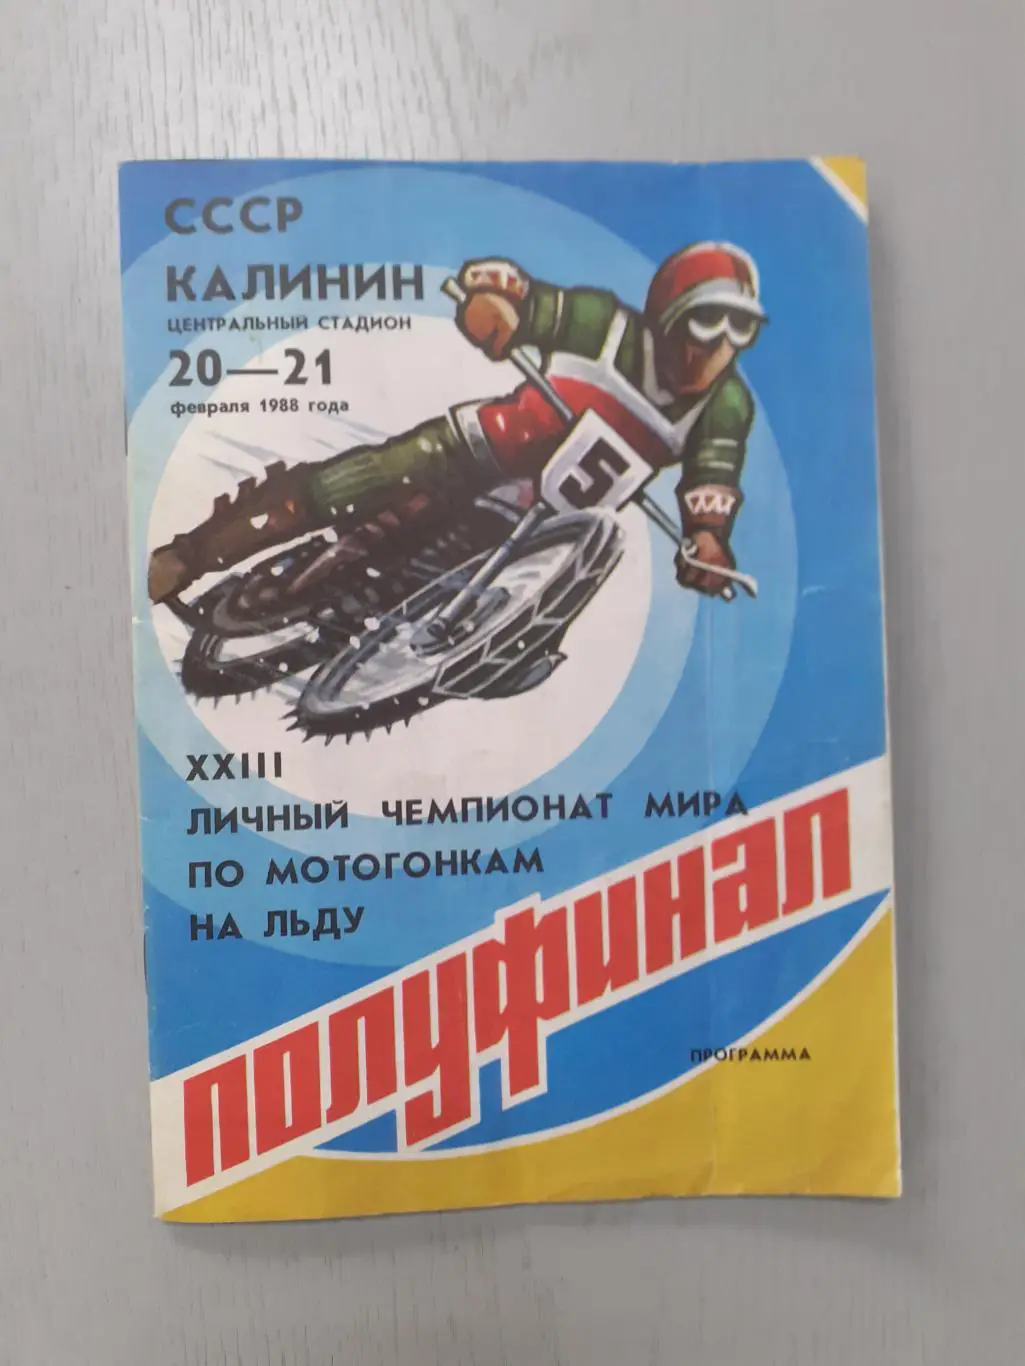 СССР
КАЛИНИН
ЦЕНТРАЛЬНЫЙ СТАДИОН
20—21
февраля 1988 года
5
XXIII
ЛИЧНЫЙ ЧЕМПИОНАТ МИРА
ПО МОТОГОНКАМ
НА ЛЬДУ
полуфинал
ПРОГРАММА